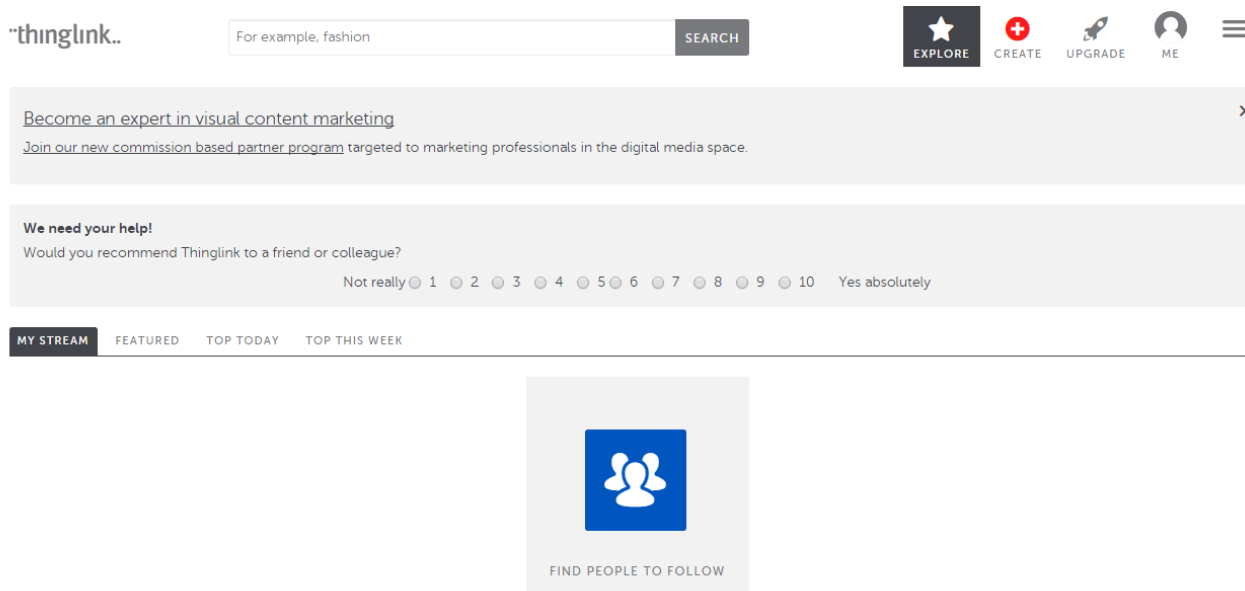 thinglink..
For example, fashion
SEARCH
EXPLORE
CREATE
UPGRADE
ME
Become an expert in visual content marketing
Join our new commission based partner program targeted to marketing professionals in the digital media space.
We need your help!
Would you recommend Thinglink to a friend or colleague?
Not really 1 2 3 4 5 6 7 8 9 10 Yes absolutely
MY STREAM FEATURED TOP TODAY TOP THIS WEEK
FIND PEOPLE TO FOLLOW